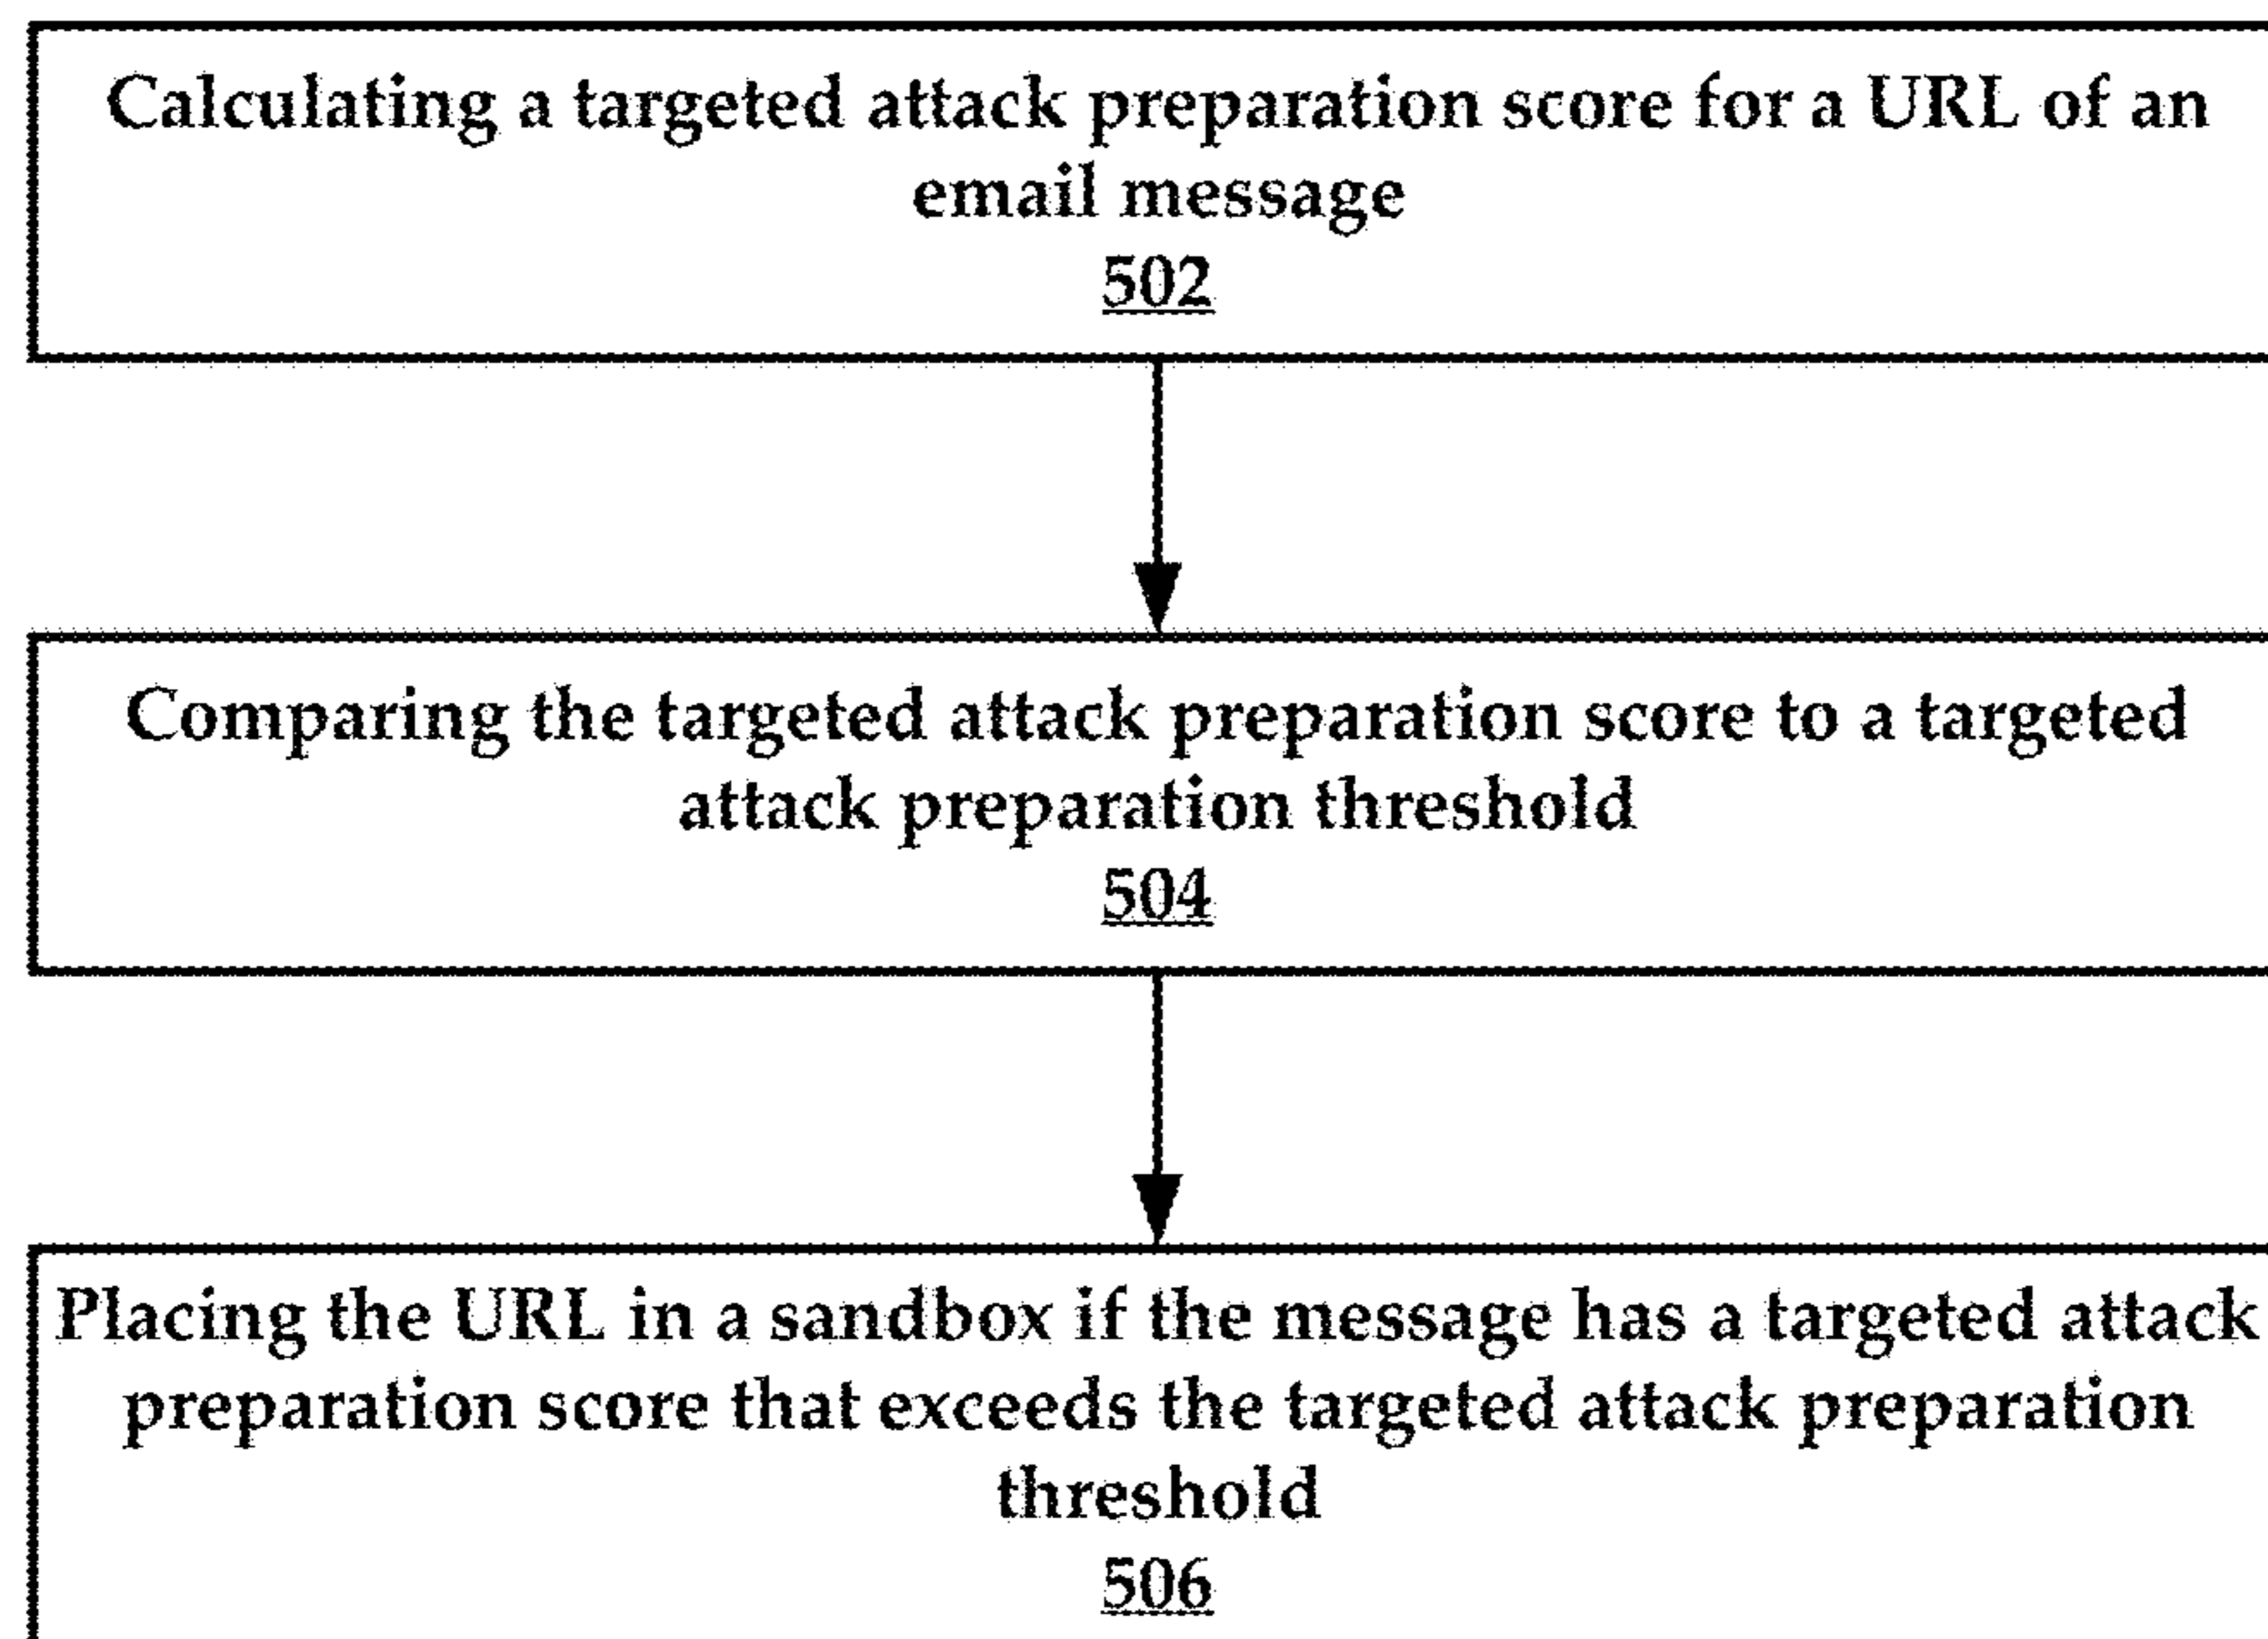 Calculating a targeted attack preparation score for a URL of an
email message
502
Comparing the targeted attack preparation score to a targeted
attack preparation threshold
504
Placing the URL in a sandbox if the message has a targeted attack
preparation score that exceeds the targeted attack preparation
threshold
506